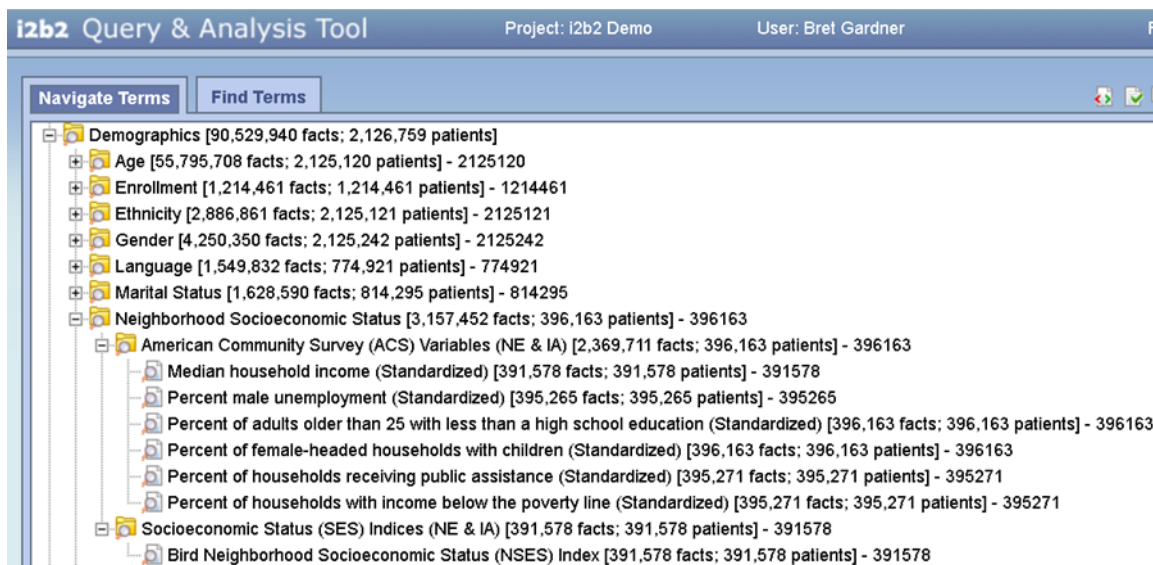 i2b2 Query & Analysis Tool Project: i2b2 Demo User: Bret Gardner
Navigate Terms Find Terms
Demographics [90,529,940 facts; 2,126,759 patients]
Age [55,795,708 facts; 2,125,120 patients] - 2125120
Enrollment [1,214,461 facts; 1,214,461 patients] - 1214461
Ethnicity [2,886,861 facts; 2,125,121 patients] - 2125121
Gender [4,250,350 facts; 2,125,242 patients] - 2125242
Language [1,549,832 facts; 774,921 patients] - 774921
Marital Status [1,628,590 facts; 814,295 patients] - 814295
Neighborhood Socioeconomic Status [3,157,452 facts; 396,163 patients] - 396163
American Community Survey (ACS) Variables (NE & IA) [2,369,711 facts; 396,163 patients] - 396163
Median household income (Standardized) [391,578 facts; 391,578 patients] - 391578
Percent male unemployment (Standardized) [395,265 facts; 395,265 patients] - 395265
Percent of adults older than 25 with less than a high school education (Standardized) [396,163 facts; 396,163 patients] - 396163
Percent of female-headed households with children (Standardized) [396,163 facts; 396,163 patients] - 396163
Percent of households receiving public assistance (Standardized) [395,271 facts; 395,271 patients] - 395271
Percent of households with income below the poverty line (Standardized) [395,271 facts; 395,271 patients] - 395271
Socioeconomic Status (SES) Indices (NE & IA) [391,578 facts; 391,578 patients] - 391578
Bird Neighborhood Socioeconomic Status (NSES) Index [391,578 facts; 391,578 patients] - 391578